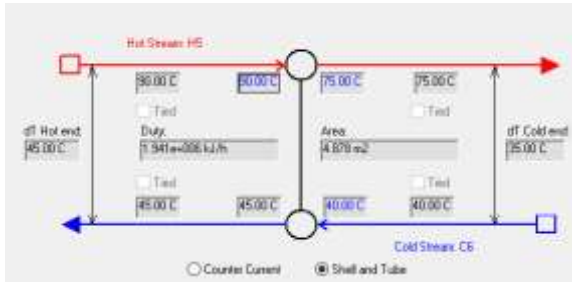 Hot Stream: H5
90.00 C 90.00 C 75.00 C 75.00 C
Tied Tied
dT Hot end: Duty: Area: dT Cold end:
45.00 C 1.941e+006 kJ/h 4.878 m2 35.00 C
Tied Tied
45.00 C 45.00 C 40.00 C 40.00 C
Cold Stream: C6
Counter Current Shell and Tube